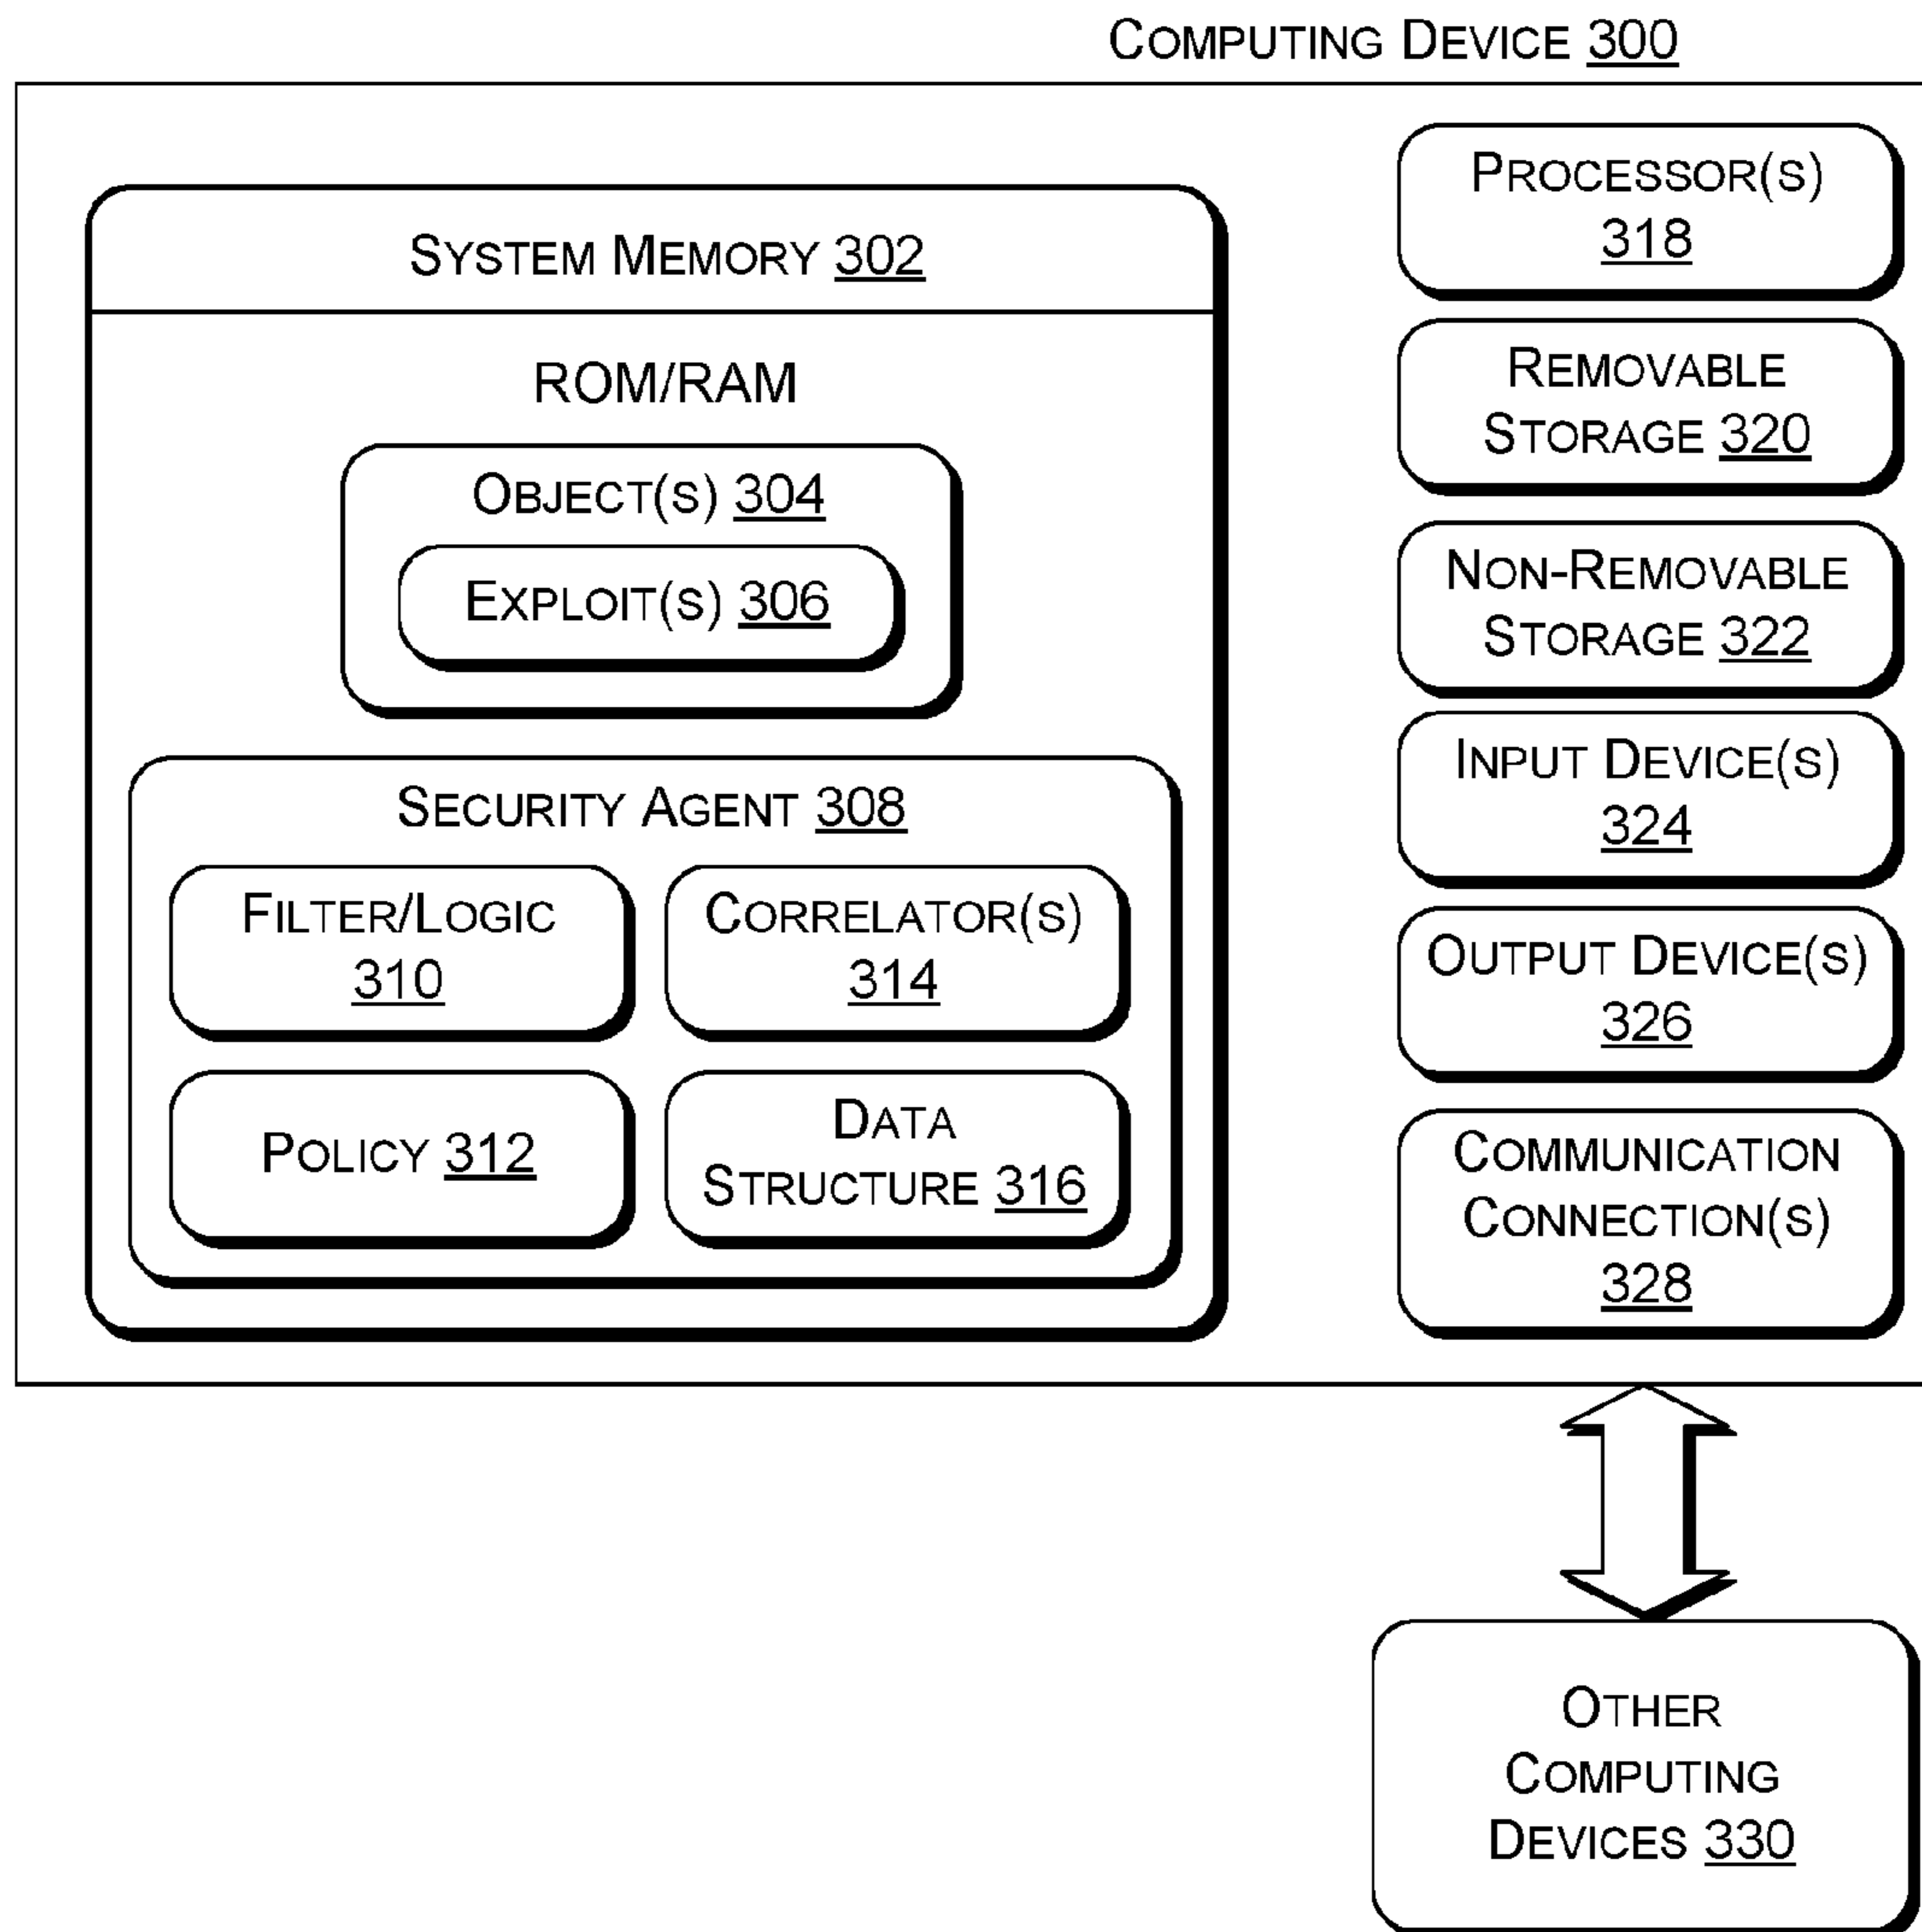 COMPUTING DEVICE 300
SYSTEM MEMORY 302
ROM/RAM
OBJECT(S) 304
EXPLOIT(S) 306
SECURITY AGENT 308
FILTER/LOGIC
310
CORRELATOR(S)
314
POLICY 312
DATA
STRUCTURE 316
PROCESSOR(S)
318
REMOVABLE
STORAGE 320
NON-REMOVABLE
STORAGE 322
INPUT DEVICE(S)
324
OUTPUT DEVICE(S)
326
COMMUNICATION
CONNECTION(S)
328
OTHER
COMPUTING
DEVICES 330